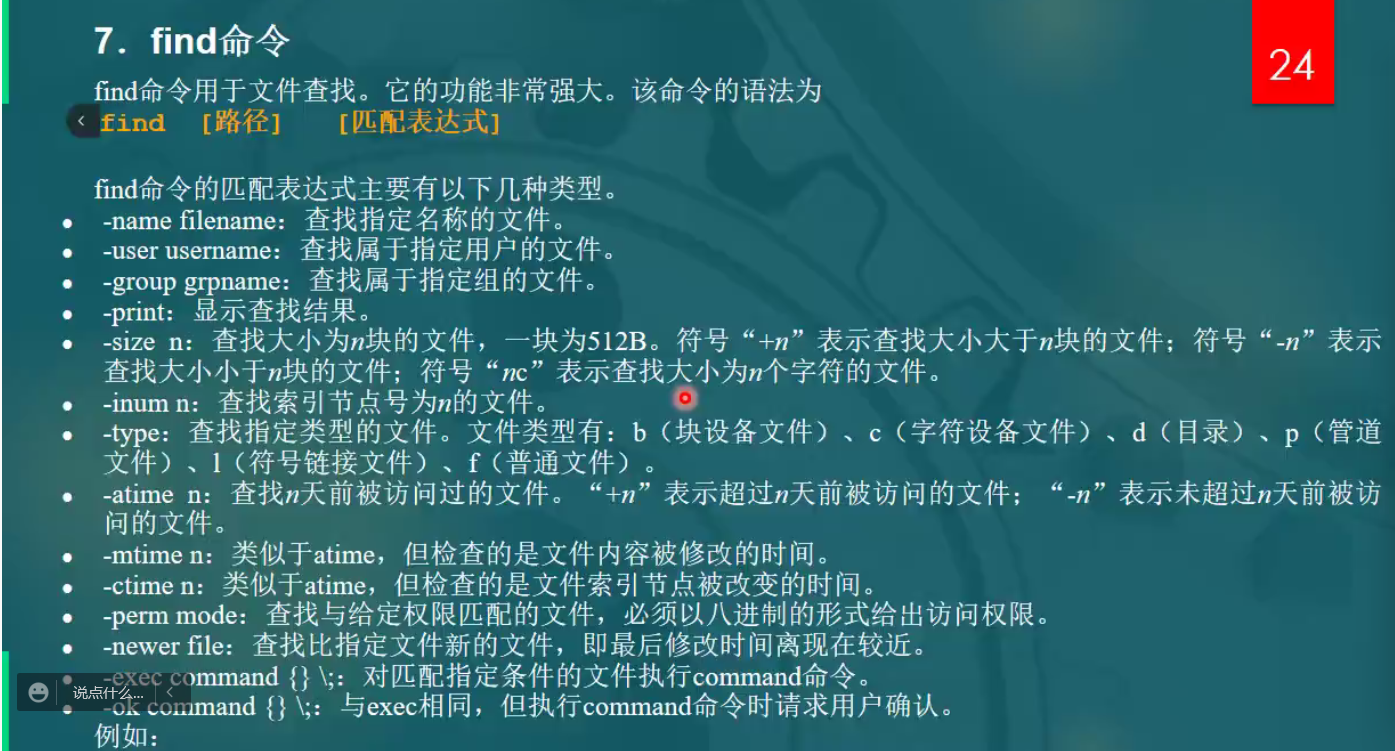 7．find命令
24
find命令用于文件查找。它的功能非常强大。该命令的语法为
find [路径] [匹配表达式]
find命令的匹配表达式主要有以下几种类型。
● -name filename：查找指定名称的文件。
● -user username：查找属于指定用户的文件。
● -group grpname：查找属于指定组的文件。
● -print：显示查找结果。
● -size n：查找大小为n块的文件，一块为512B。符号“+n”表示查找大小大于n块的文件；符号“-n”表示
查找大小小于n块的文件；符号“nc”表示查找大小为n个字符的文件。
● -inum n：查找索引节点号为n的文件。
● -type：查找指定类型的文件。文件类型有：b（块设备文件）、c（字符设备文件）、d（目录）、p（管道
文件）、l（符号链接文件）、f（普通文件）。
● -atime n：查找n天前被访问过的文件。“+n”表示超过n天前被访问的文件；“-n”表示未超过n天前被访
问的文件。
● -mtime n：类似于atime，但检查的是文件内容被修改的时间。
● -ctime n：类似于atime，但检查的是文件索引节点被改变的时间。
● -perm mode：查找与给定权限匹配的文件，必须以八进制的形式给出访问权限。
● -newer file：查找比指定文件新的文件，即最后修改时间离现在较近。
● -exec command {} \;：对匹配指定条件的文件执行command命令。
说点什么...
● -ok command {} \;：与exec相同，但执行command命令时请求用户确认。
例如：